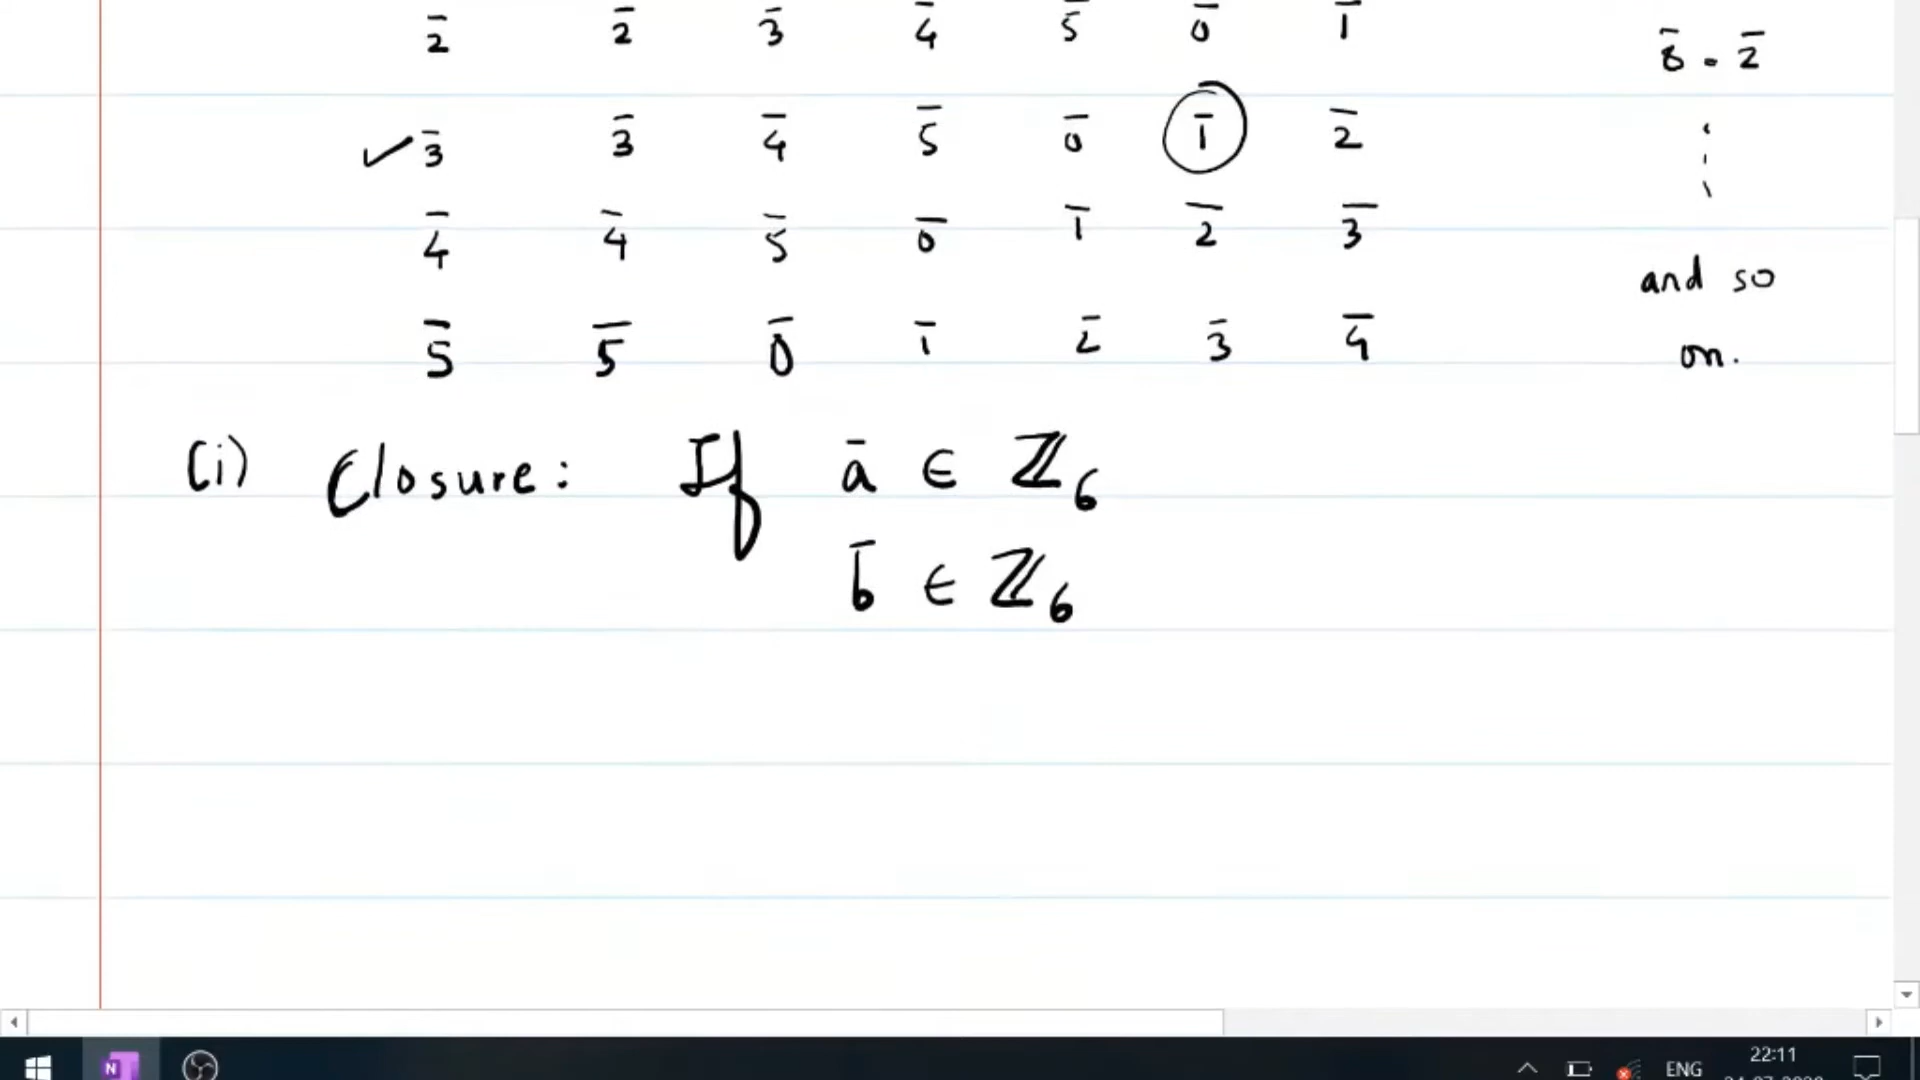 2̄ 2̄ 3̄ 4̄ 5̄ 0̄ 1̄
8̄ = 2̄
✓ 3̄ 3̄ 4̄ 5̄ 0̄ 1̄ 2̄
4̄ 4̄ 5̄ 0̄ 1̄ 2̄ 3̄
and so
5̄ 5̄ 0̄ 1̄ 2̄ 3̄ 4̄
on.
(i) Closure: If ā ∈ ℤ₆
b̄ ∈ ℤ₆
N
ENG
22:11